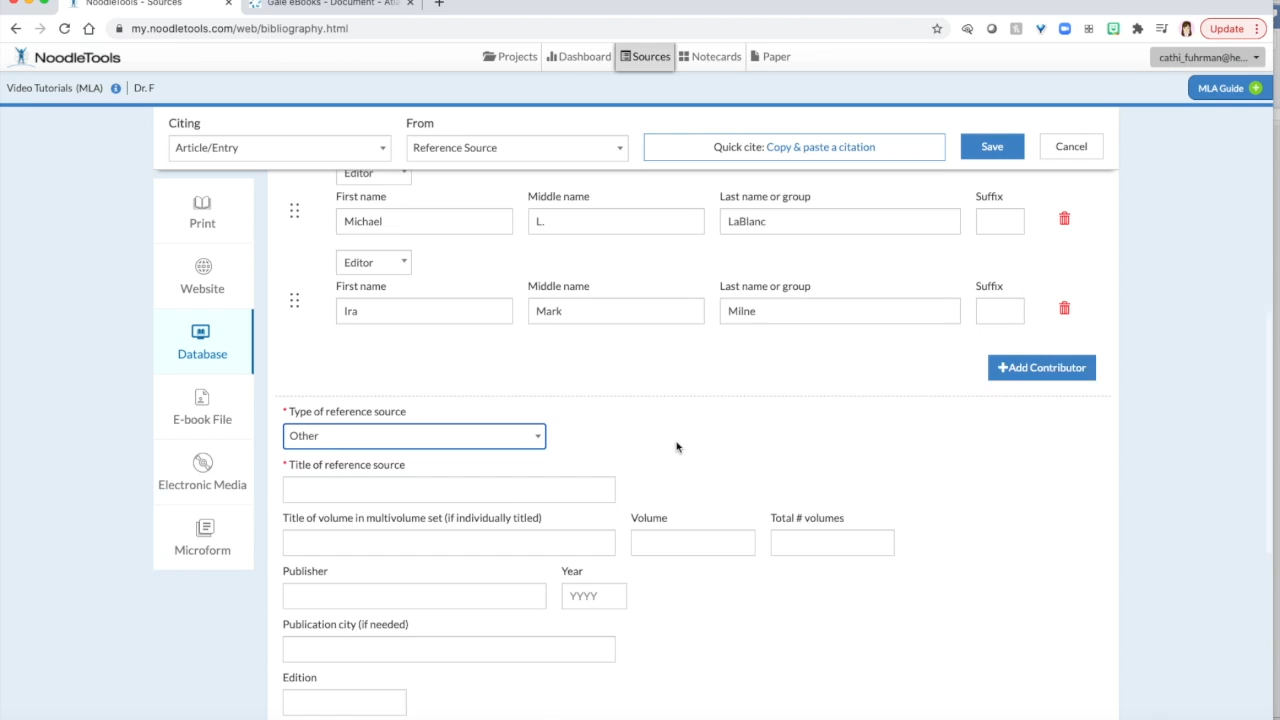 NoodleTools - Sources
Gale eBooks - Document - Atla
my.noodletools.com/web/bibliography.html
Update
NoodleTools
Projects Dashboard Sources Notecards Paper
cathi_fuhrman@he...
Video Tutorials (MLA) Dr. F
MLA Guide
Citing From
Article/Entry Reference Source
Quick cite: Copy & paste a citation
Save Cancel
Editor
First name Middle name Last name or group Suffix
Michael L. LaBlanc
Editor
First name Middle name Last name or group Suffix
Ira Mark Milne
Add Contributor
Print
Website
Database
E-book File
Electronic Media
Microform
* Type of reference source
Other
* Title of reference source
Title of volume in multivolume set (if individually titled) Volume Total # volumes
Publisher Year
YYYY
Publication city (if needed)
Edition